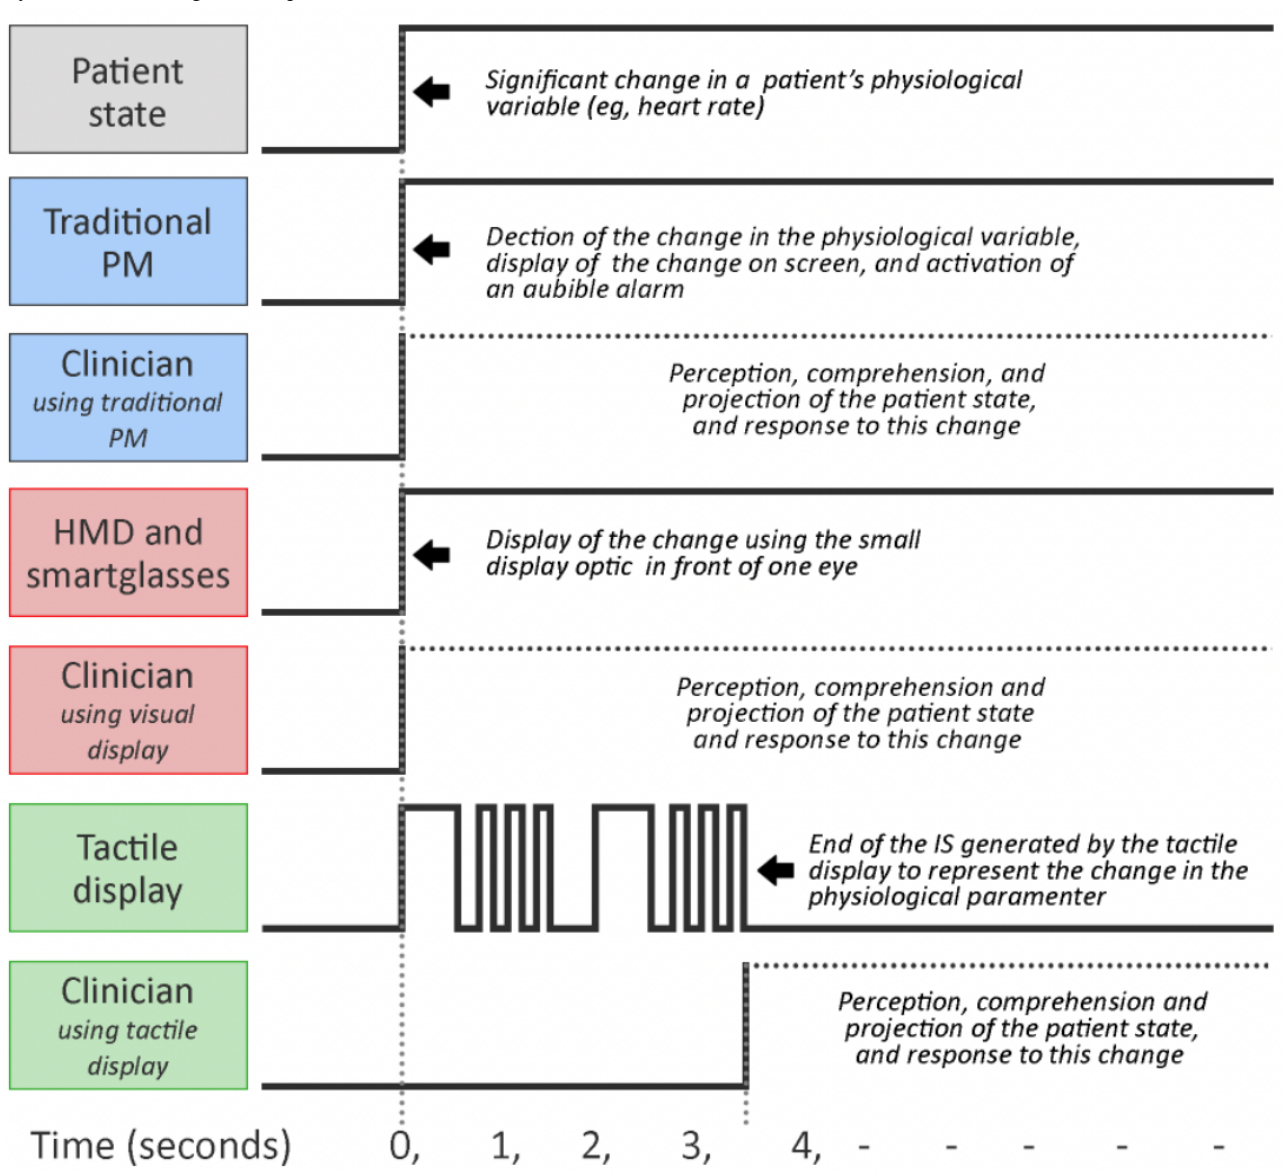 Patient
state
Significant change in a patient's physiological
variable (eg, heart rate)
Traditional
PM
Dection of the change in the physiological variable,
display of the change on screen, and activation of
an aubible alarm
Clinician
using traditional
PM
Perception, comprehension, and
projection of the patient state,
and response to this change
HMD and
smartglasses
Display of the change using the small
display optic in front of one eye
Clinician
using visual
display
Perception, comprehension and
projection of the patient state
and response to this change
Tactile
display
End of the IS generated by the tactile
display to represent the change in the
physiological paramenter
Clinician
using tactile
display
Perception, comprehension and
projection of the patient state,
and response to this change
Time (seconds) 0, 1, 2, 3, 4, - - - - -